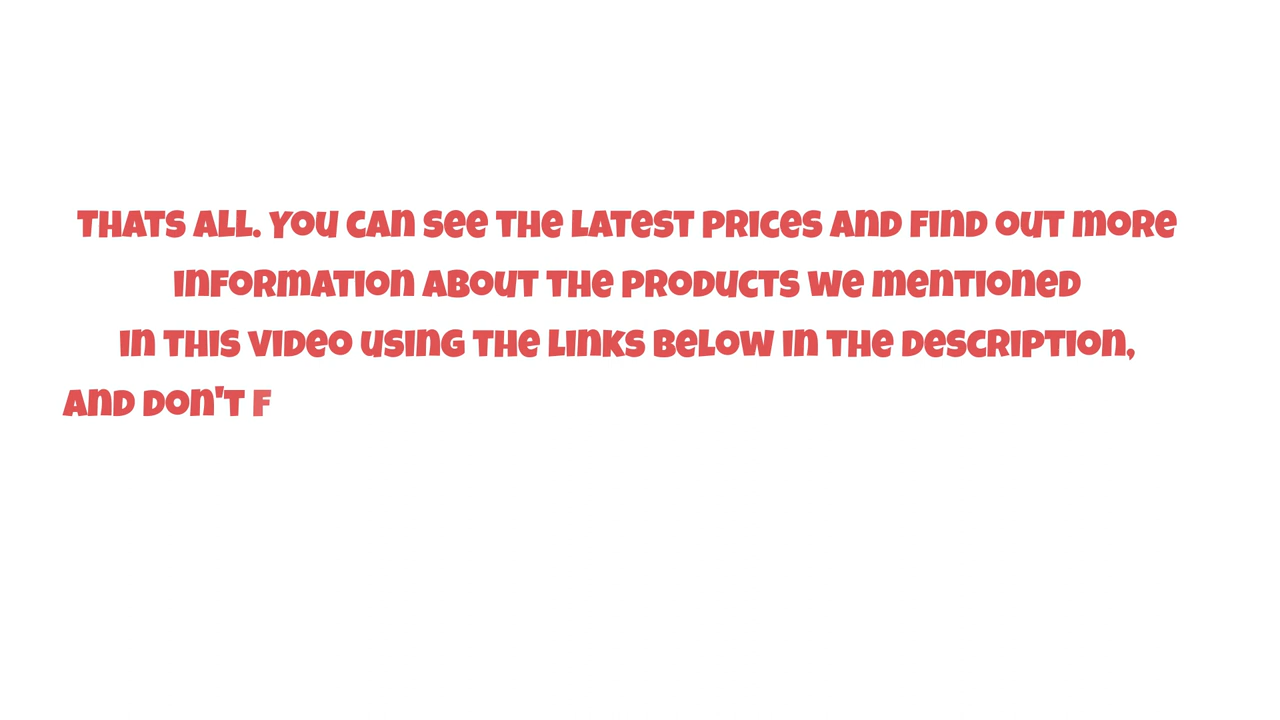 THATS ALL. YOU CAN SEE THE LATEST PRICES AND FIND OUT MORE
INFORMATION ABOUT THE PRODUCTS WE MENTIONED
IN THIS VIDEO USING THE LINKS BELOW IN THE DESCRIPTION,
AND DON'T F